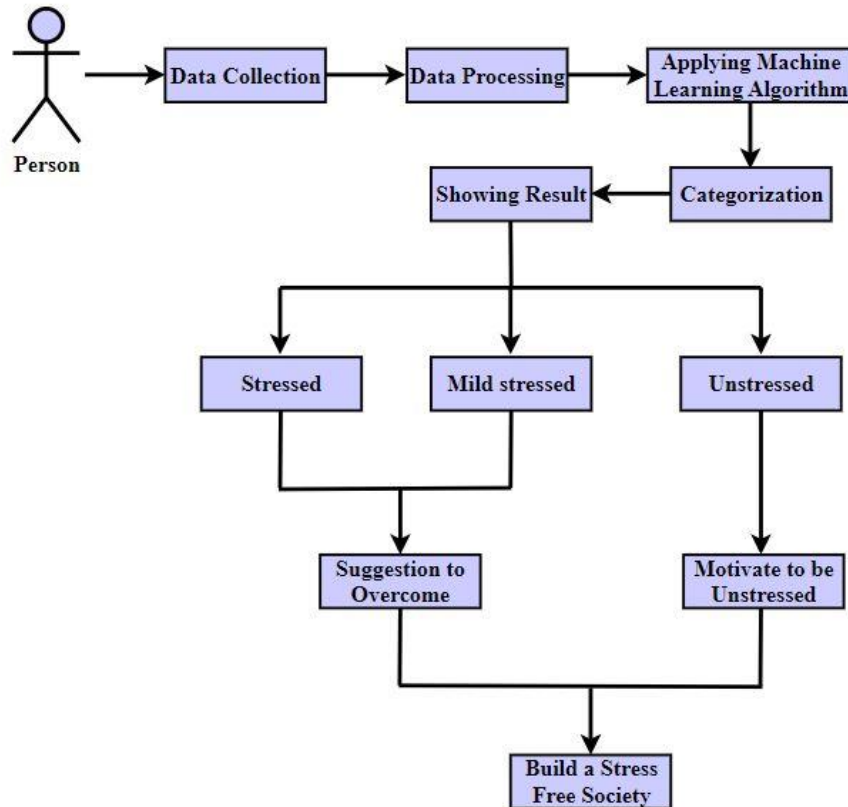 Person
Data Collection
Data Processing
Applying Machine
Learning Algorithm
Showing Result
Categorization
Stressed
Mild stressed
Unstressed
Suggestion to
Overcome
Motivate to be
Unstressed
Build a Stress
Free Society